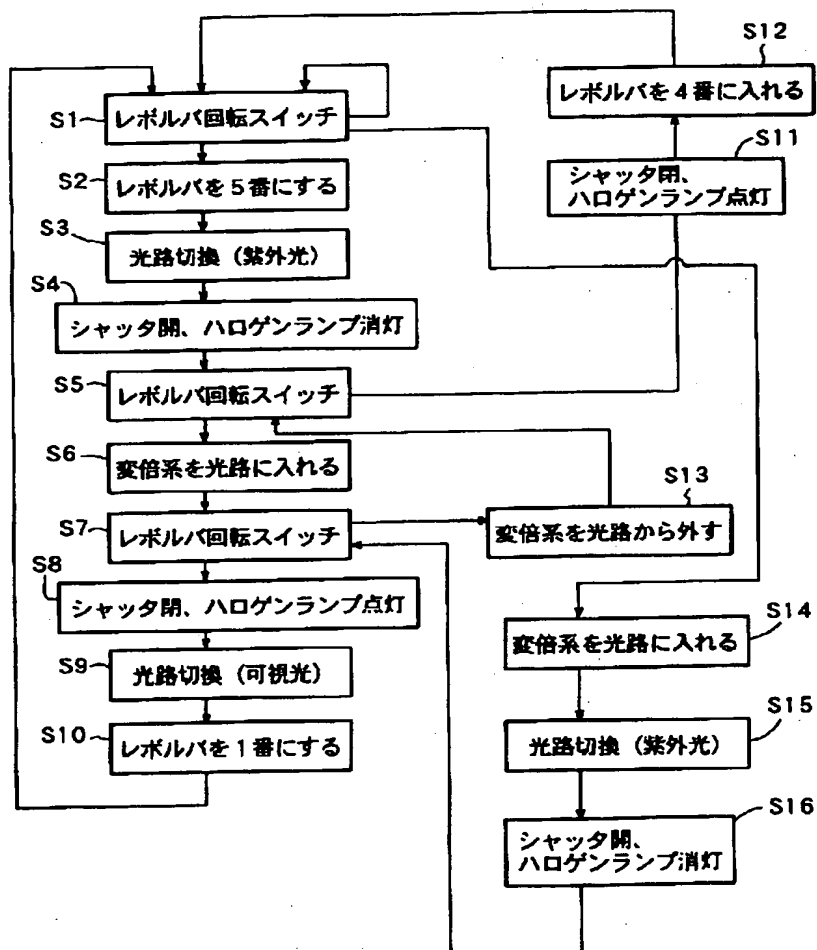 S1
レボルバ回転スイッチ
S2
レボルバを5番にする
S3
光路切換（紫外光）
S4
シャッタ開、ハロゲンランプ消灯
S5
レボルバ回転スイッチ
S6
変倍系を光路に入れる
S7
レボルバ回転スイッチ
S8
シャッタ閉、ハロゲンランプ点灯
S9
光路切換（可視光）
S10
レボルバを1番にする
S12
レボルバを4番に入れる
S11
シャッタ閉、
ハロゲンランプ点灯
S13
変倍系を光路から外す
S14
変倍系を光路に入れる
S15
光路切換（紫外光）
S16
シャッタ開、
ハロゲンランプ消灯